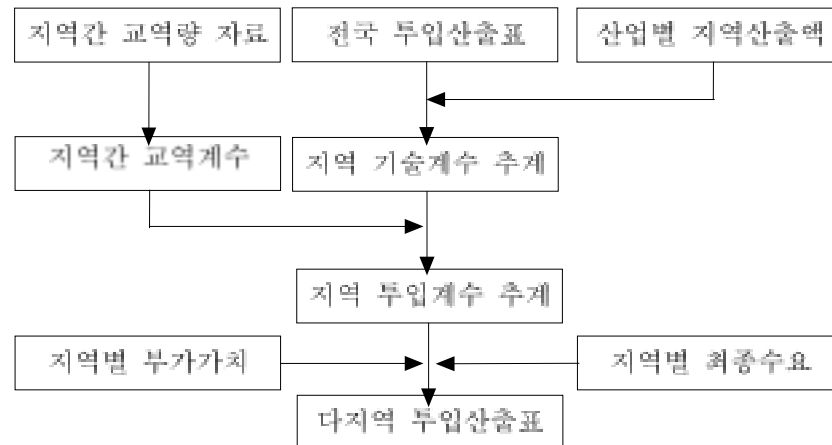 지역간 교역량 자료
전국 투입산출표
산업별 지역산출액
지역간 교역계수
지역 기술계수 추계
지역 투입계수 추계
지역별 부가가치
지역별 최종수요
다지역 투입산출표